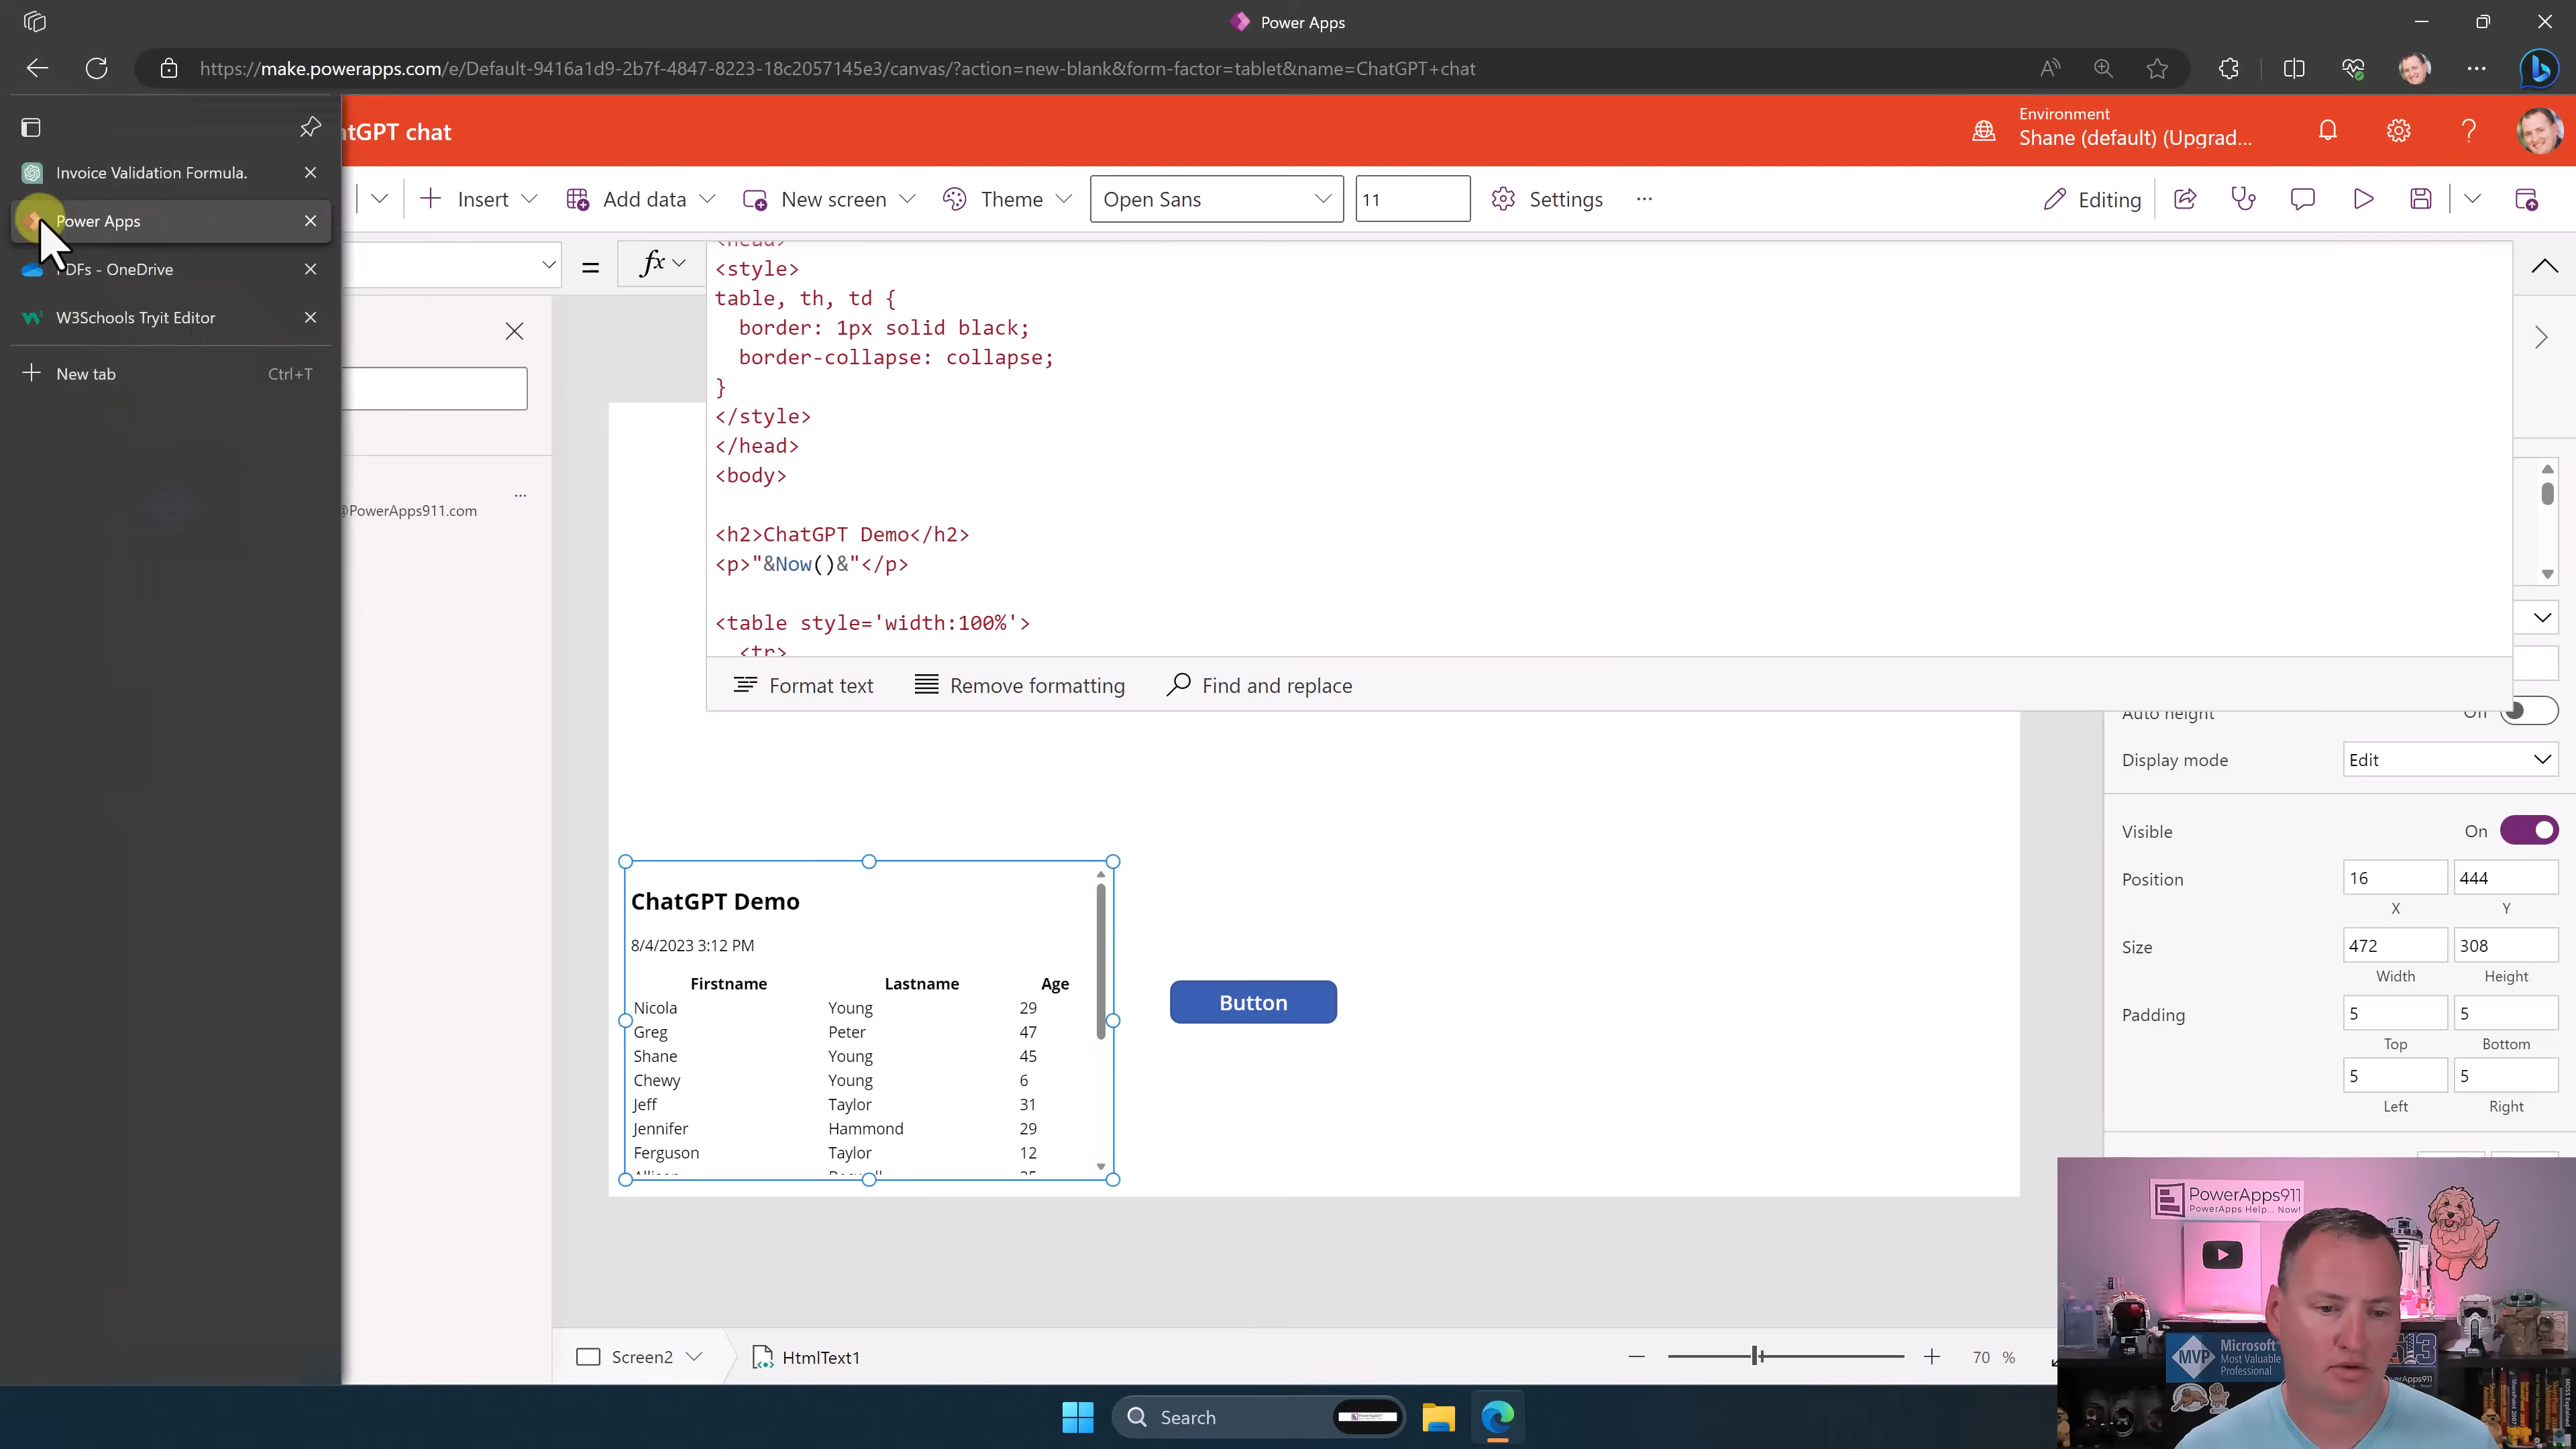 Power Apps
https://make.powerapps.com/e/Default-9416a1d9-2b7f-4847-8223-18c2057145e3/canvas/?action=new-blank&form-factor=tablet&name=ChatGPT+chat
Invoice Validation Formula.
Power Apps
PDFs - OneDrive
W3Schools Tryit Editor
New tab Ctrl+T
atGPT chat
Environment
Shane (default) (Upgrad...
Insert Add data New screen Theme Open Sans 11 Settings ... Editing
= fx
<head>
<style>
table, th, td {
border: 1px solid black;
border-collapse: collapse;
}
</style>
</head>
<body>
<h2>ChatGPT Demo</h2>
<p>"&Now()&"</p>
<table style='width:100%'>
<tr>
Format text Remove formatting Find and replace
@PowerApps911.com
...
Auto height Off
Display mode Edit
Visible On
Position 16 444
X Y
Size 472 308
Width Height
Padding 5 5
Top Bottom
5 5
Left Right
ChatGPT Demo
8/4/2023 3:12 PM
Firstname Lastname Age
Nicola Young 29
Greg Peter 47
Shane Young 45
Chewy Young 6
Jeff Taylor 31
Jennifer Hammond 29
Ferguson Taylor 12
Button
Screen2 HtmlText1 70 %
PowerApps911
PowerApps Help... Now!
MVP Microsoft
Most Valuable
Professional
Search